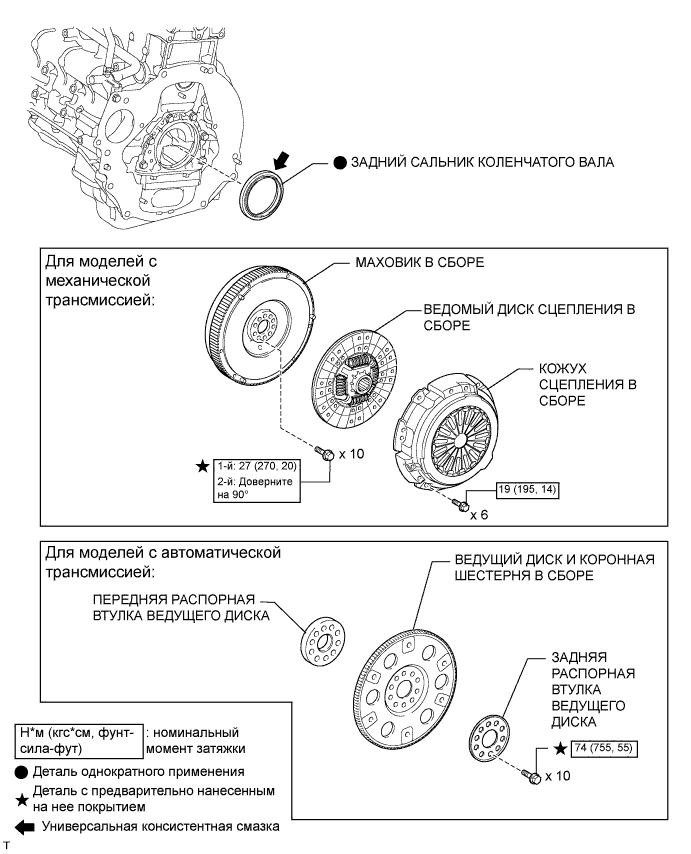 ● ЗАДНИЙ САЛЬНИК КОЛЕНЧАТОГО ВАЛА
Для моделей с
механической
трансмиссией:
МАХОВИК В СБОРЕ
ВЕДОМЫЙ ДИСК СЦЕПЛЕНИЯ В
СБОРЕ
КОЖУХ
СЦЕПЛЕНИЯ В
СБОРЕ
★ 1-й: 27 (270, 20)
2-й: Доверните
на 90°
x 10
19 (195, 14)
x 6
Для моделей с автоматической
трансмиссией:
ВЕДУЩИЙ ДИСК И КОРОННАЯ
ШЕСТЕРНЯ В СБОРЕ
ПЕРЕДНЯЯ РАСПОРНАЯ
ВТУЛКА ВЕДУЩЕГО ДИСКА
ЗАДНЯЯ
РАСПОРНАЯ
ВТУЛКА
ВЕДУЩЕГО
ДИСКА
★ 74 (755, 55)
x 10
Н*м (кгс*см, фунт-
сила-фут)
: номинальный
момент затяжки
● Деталь однократного применения
★ Деталь с предварительно нанесенным
на нее покрытием
Универсальная консистентная смазка
T